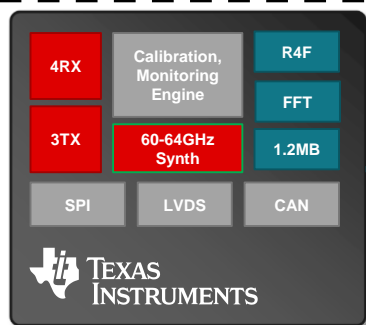 4RX
Calibration,
Monitoring
Engine
R4F
FFT
3TX
60-64GHz
Synth
1.2MB
SPI
LVDS
CAN
TEXAS
INSTRUMENTS